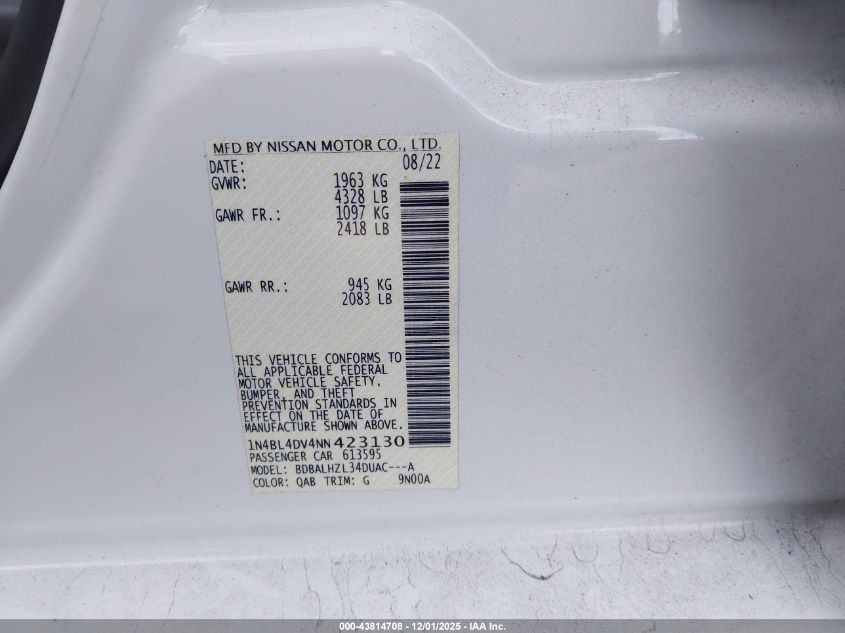 MFD BY NISSAN MOTOR CO., LTD.
DATE: 08/22
GVWR: 1963 KG
4328 LB
GAWR FR.: 1097 KG
2418 LB
GAWR RR.: 945 KG
2083 LB
THIS VEHICLE CONFORMS TO
ALL APPLICABLE FEDERAL
MOTOR VEHICLE SAFETY,
BUMPER, AND THEFT
PREVENTION STANDARDS IN
EFFECT ON THE DATE OF
MANUFACTURE SHOWN ABOVE.
1N4BL4DV4NN423130
PASSENGER CAR 613595
MODEL: BDBALHZL34DUAC---A
COLOR: QAB TRIM: G 9N00A
000-43814708 - 12/01/2025 - IAA Inc.